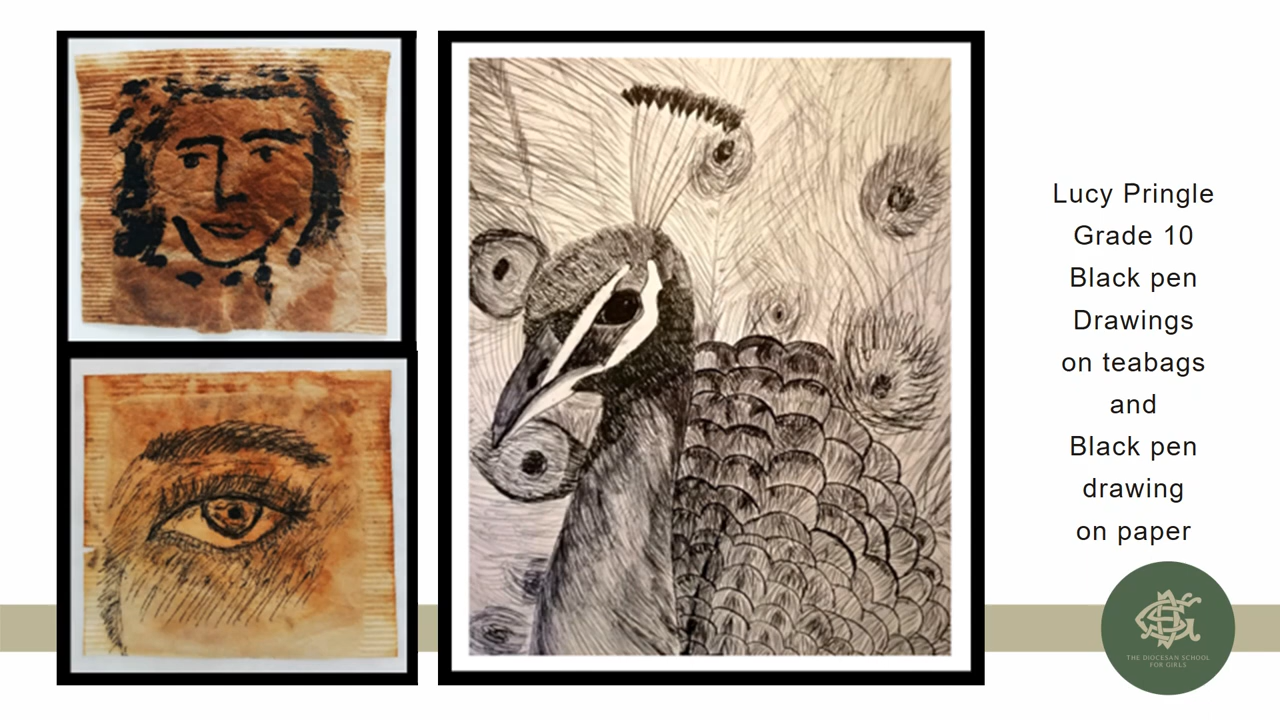 Lucy Pringle
Grade 10
Black pen
Drawings
on teabags
and
Black pen
drawing
on paper
THE DIOCESAN SCHOOL
FOR GIRLS